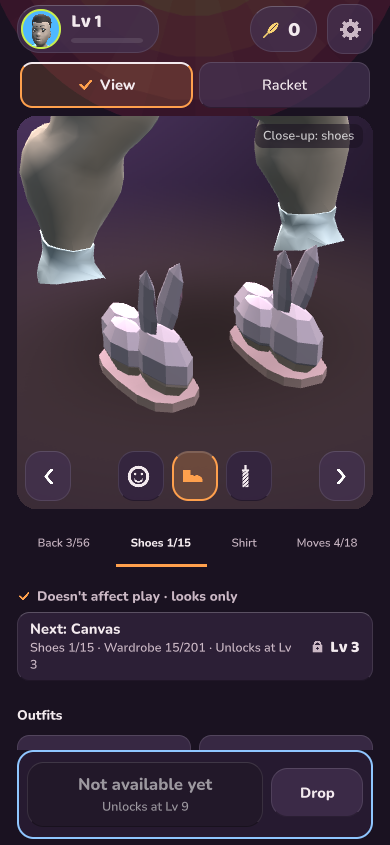 Lv 1
0
View
Racket
Close-up: shoes
Back 3/56
Shoes 1/15
Shirt
Moves 4/18
Doesn't affect play · looks only
Next: Canvas
Shoes 1/15 · Wardrobe 15/201 · Unlocks at Lv
3
Lv 3
Outfits
Not available yet
Unlocks at Lv 9
Drop